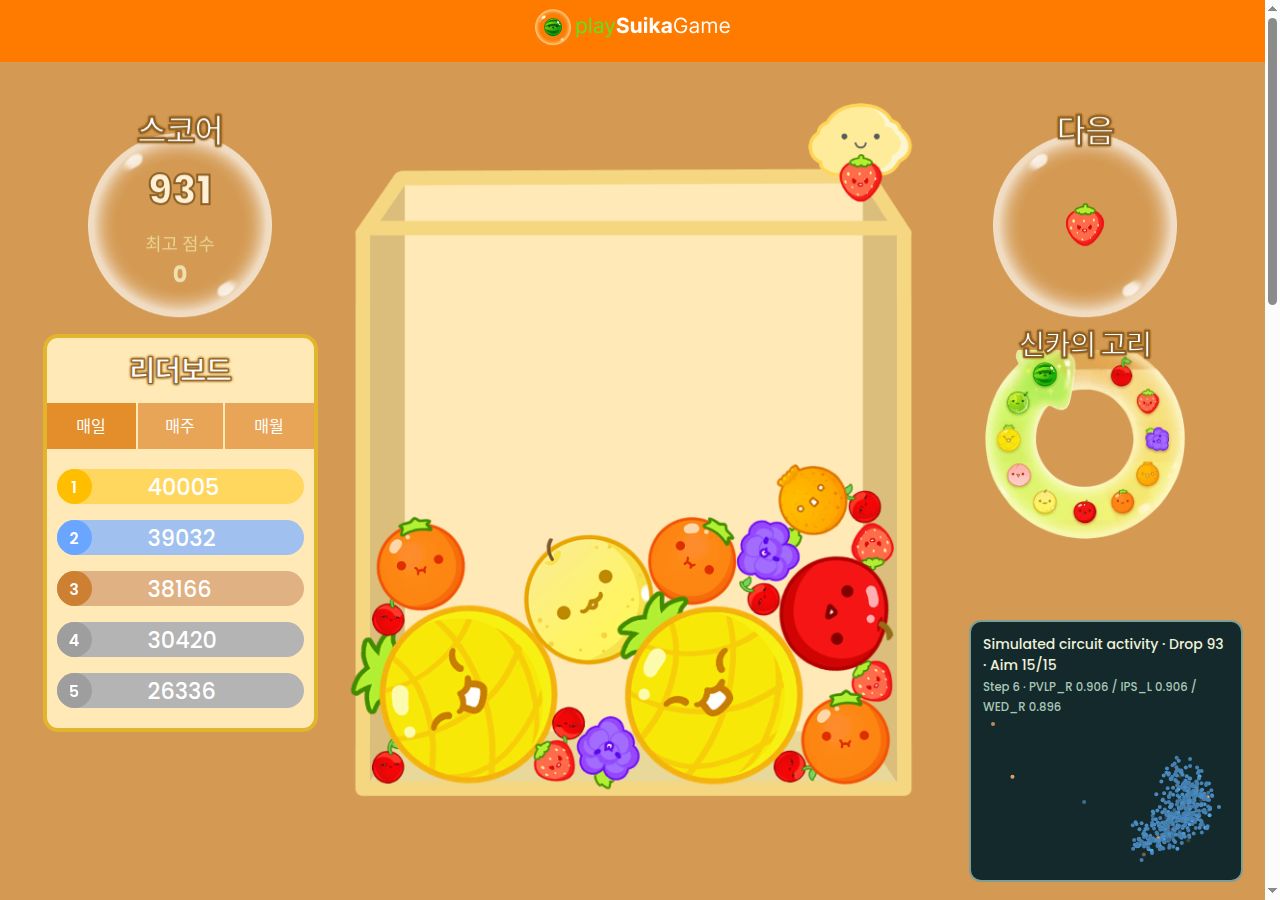 playSuikaGame
스코어
931
최고 점수
0
리더보드
매일 매주 매월
1 40005
2 39032
3 38166
4 30420
5 26336
다음
신카의 고리
Simulated circuit activity · Drop 93
· Aim 15/15
Step 6 · PVLP_R 0.906 / IPS_L 0.906 /
WED_R 0.896